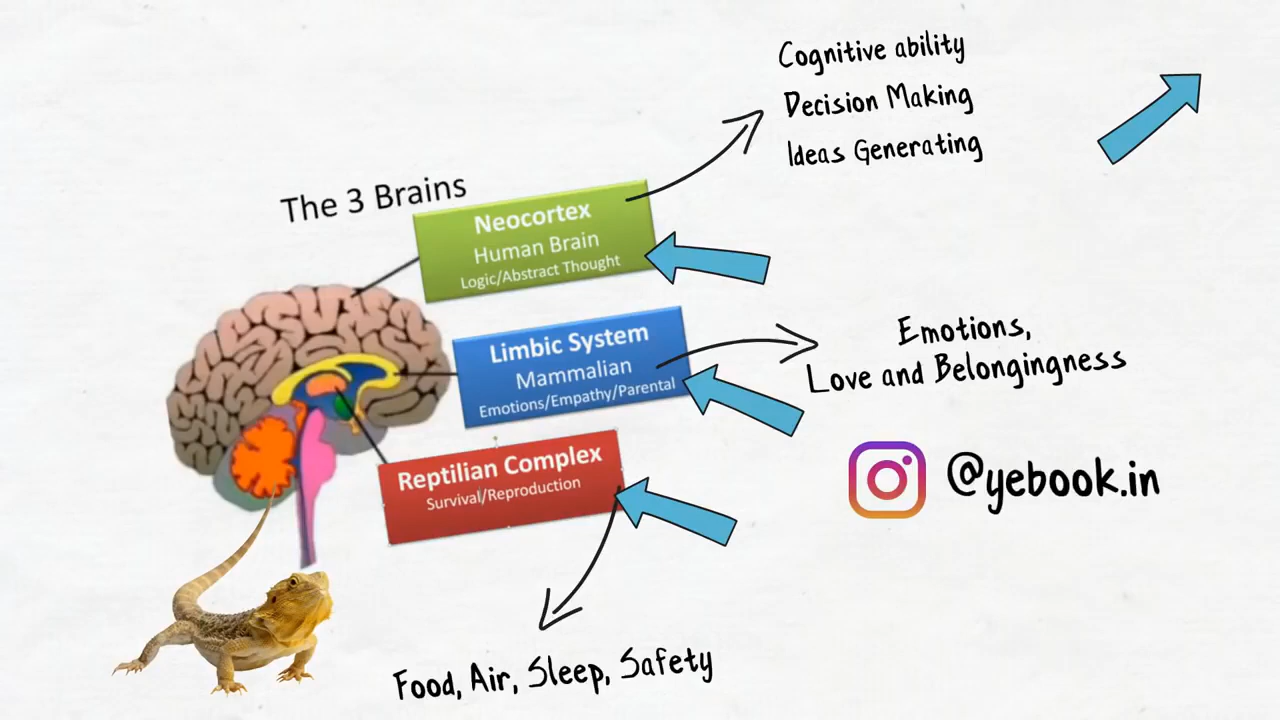 Cognitive ability
Decision Making
Ideas Generating
The 3 Brains
Neocortex
Human Brain
Logic/Abstract Thought
Limbic System
Mammalian
Emotions/Empathy/Parental
Emotions,
Love and Belongingness
Reptilian Complex
Survival/Reproduction
@yebook.in
Food, Air, Sleep, Safety